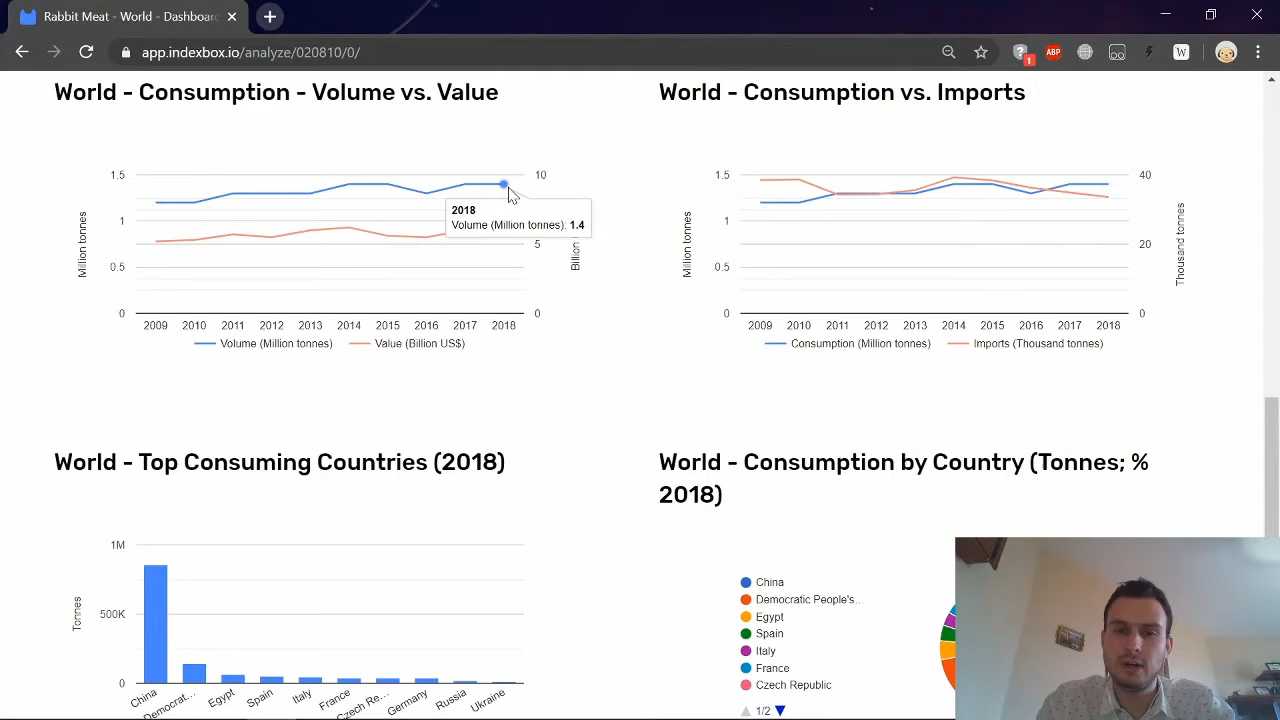 Rabbit Meat - World - Dashboard
app.indexbox.io/analyze/020810/0/
1
ABP
W
World - Consumption - Volume vs. Value
World - Consumption vs. Imports
1.5
1
0.5
0
Million tonnes
10
5
0
Billion
2018
Volume (Million tonnes): 1.4
2009 2010 2011 2012 2013 2014 2015 2016 2017 2018
Volume (Million tonnes) Value (Billion US$)
1.5
1
0.5
0
Million tonnes
40
20
0
Thousand tonnes
2009 2010 2011 2012 2013 2014 2015 2016 2017 2018
Consumption (Million tonnes) Imports (Thousand tonnes)
World - Top Consuming Countries (2018)
World - Consumption by Country (Tonnes; %
2018)
1M
500K
0
Tonnes
China Democrat... Egypt Spain Italy France Czech Re... Germany Russia Ukraine
China
Democratic People's...
Egypt
Spain
Italy
France
Czech Republic
1/2